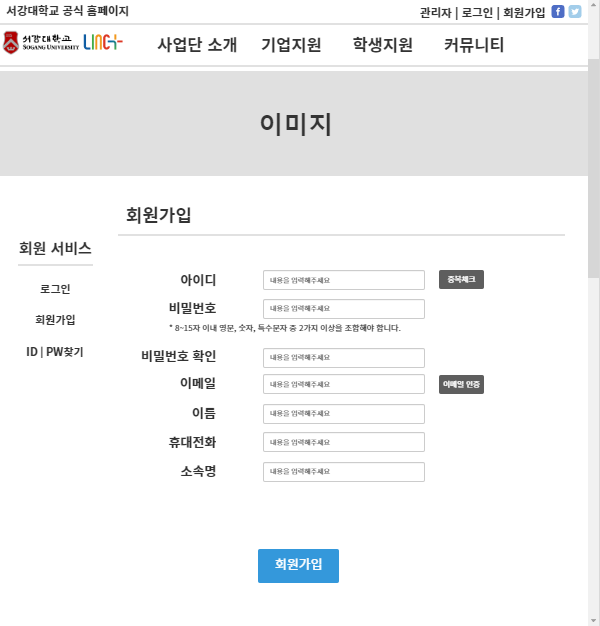 서강대학교 공식 홈페이지
관리자 | 로그인 | 회원가입
서강대학교
SOGANG UNIVERSITY
LINC+
사업단 소개 기업지원 학생지원 커뮤니티
이미지
회원가입
회원 서비스
로그인
회원가입
ID | PW찾기
아이디 내용을 입력해주세요 중복체크
비밀번호 내용을 입력해주세요
* 8~15자 이내 영문, 숫자, 특수문자 중 2가지 이상을 조합해야 합니다.
비밀번호 확인 내용을 입력해주세요
이메일 내용을 입력해주세요 이메일 인증
이름 내용을 입력해주세요
휴대전화 내용을 입력해주세요
소속명 내용을 입력해주세요
회원가입